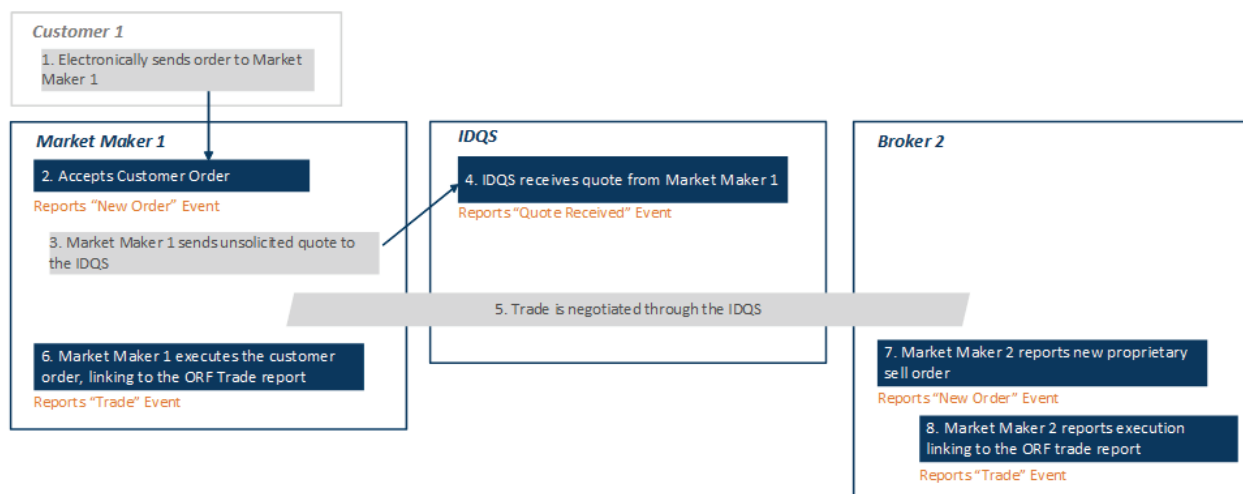 Customer 1
1. Electronically sends order to Market
Maker 1
Market Maker 1
2. Accepts Customer Order
Reports “New Order” Event
3. Market Maker 1 sends unsolicited quote to
the IDQS
IDQS
4. IDQS receives quote from Market Maker 1
Reports “Quote Received” Event
Broker 2
5. Trade is negotiated through the IDQS
6. Market Maker 1 executes the customer
order, linking to the ORF Trade report
Reports “Trade” Event
7. Market Maker 2 reports new proprietary
sell order
Reports “New Order” Event
8. Market Maker 2 reports execution
linking to the ORF trade report
Reports “Trade” Event